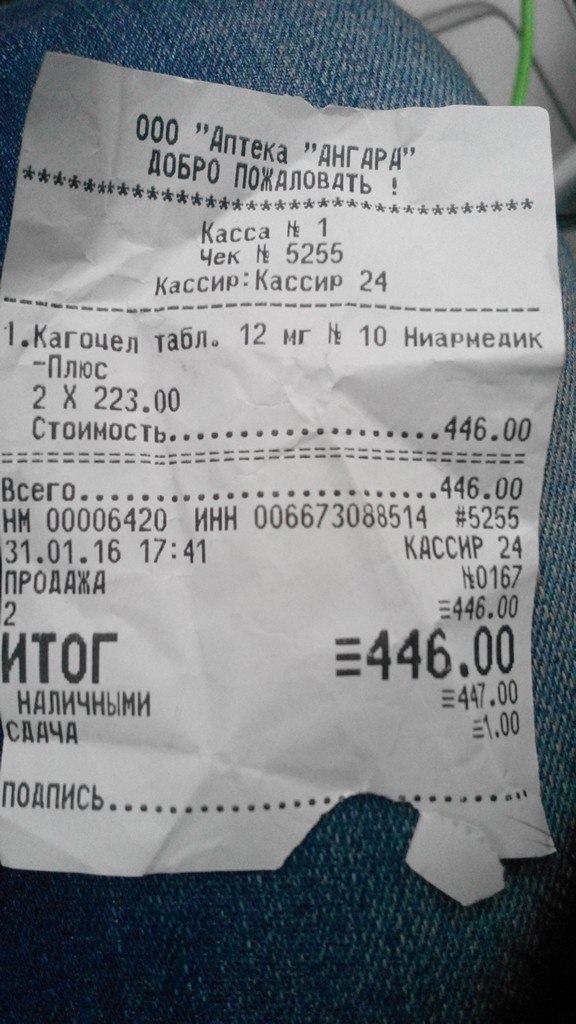 ООО "Аптека "АНГАРА"
ДОБРО ПОЖАЛОВАТЬ !
*******************************************
Касса № 1
Чек № 5255
Кассир:Кассир 24
--------------------------------------------
1.Кагоцел табл. 12 мг № 10 Ниармедик
-Плюс
2 X 223.00
Стоимость....................446.00
============================================
Всего.........................446.00
НМ 00006420 ИНН 006673088514 #5255
31.01.16 17:41 КАССИР 24
ПРОДАЖА №0167
2 ≡446.00
ИТОГ ≡446.00
НАЛИЧНЫМИ ≡447.00
СДАЧА ≡1.00
ПОДПИСЬ..............................